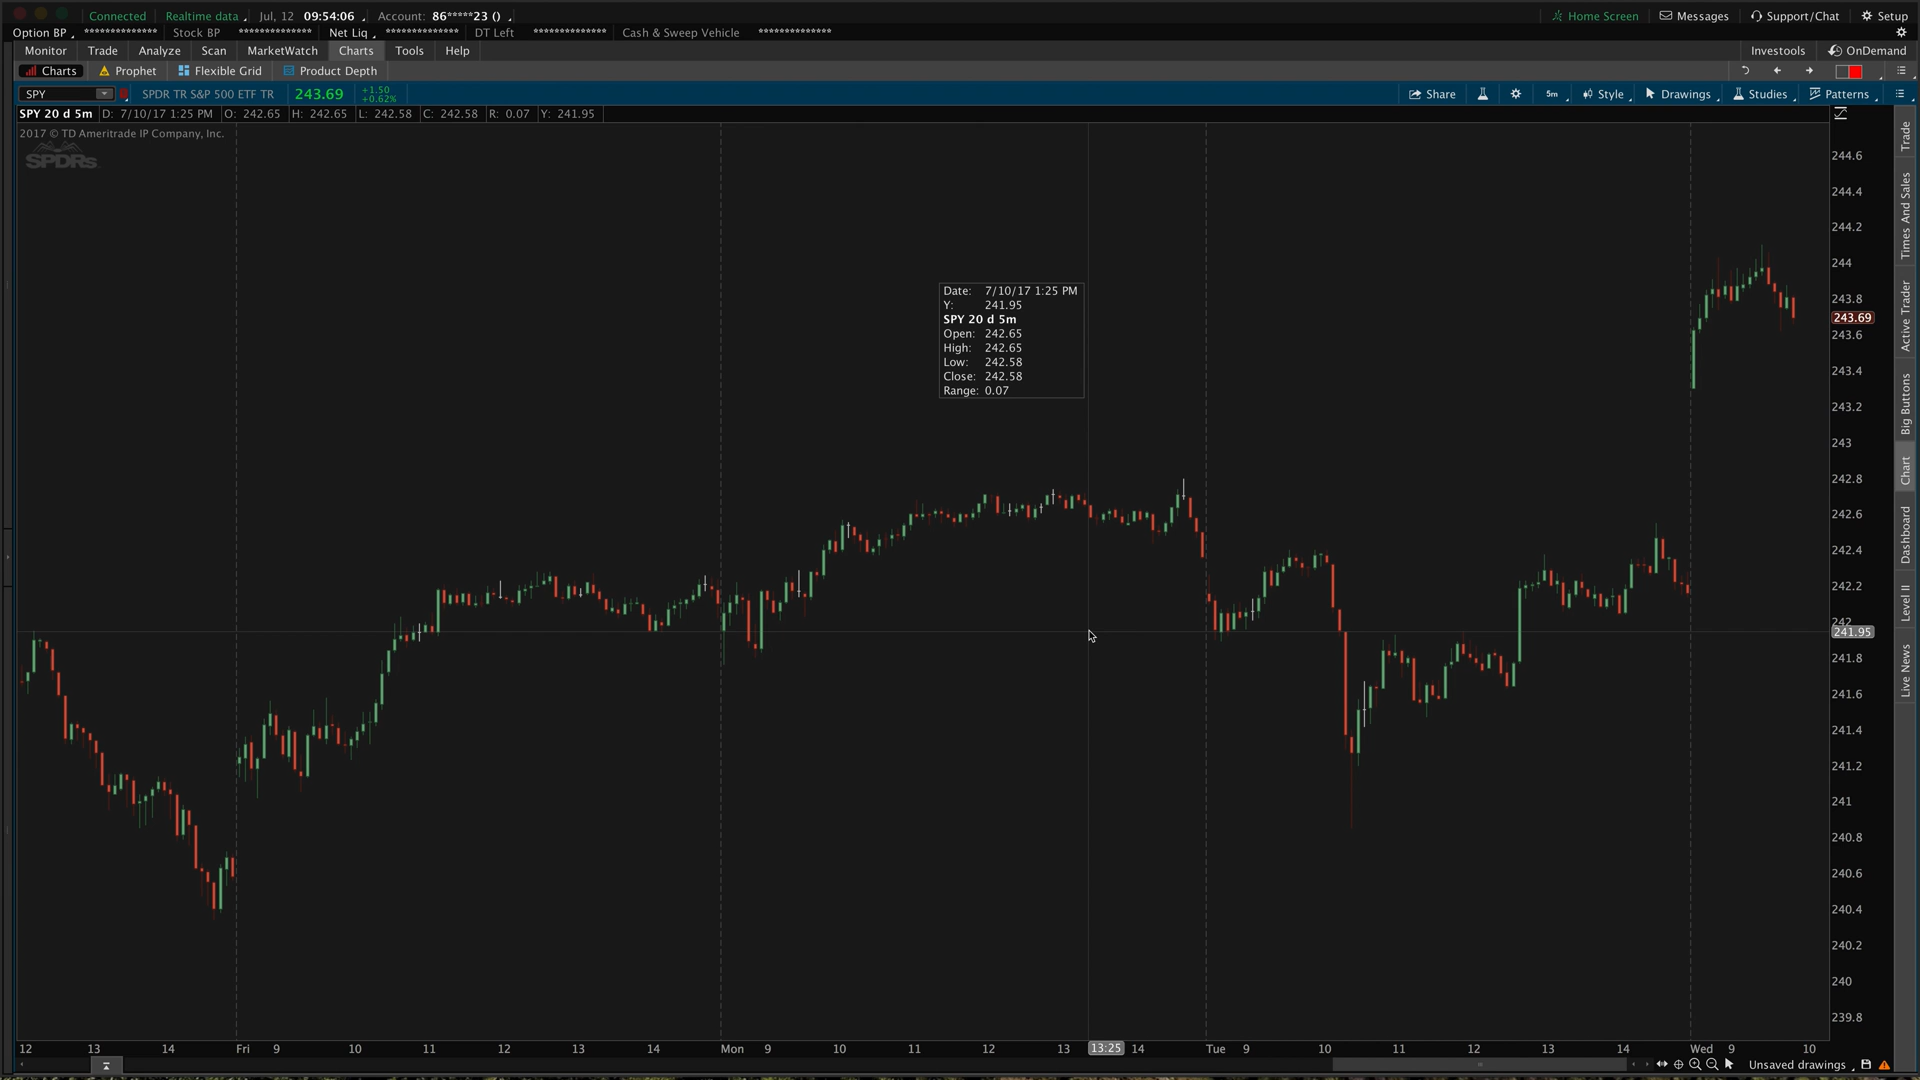 Connected Realtime data Jul, 12 09:54:06 Account: 86*****23 () Home Screen Messages Support/Chat Setup
Option BP ************** Stock BP ************** Net Liq ************** DT Left ************** Cash & Sweep Vehicle **************
Monitor Trade Analyze Scan MarketWatch Charts Tools Help Investools OnDemand
Charts Prophet Flexible Grid Product Depth
SPY SPDR TR S&P 500 ETF TR 243.69 +1.50 Share 5m Style Drawings Studies Patterns
+0.62%
SPY 20 d 5m D: 7/10/17 1:25 PM O: 242.65 H: 242.65 L: 242.58 C: 242.58 R: 0.07 Y: 241.95
2017 © TD Ameritrade IP Company, Inc.
SPDRs
Date: 7/10/17 1:25 PM
Y: 241.95
SPY 20 d 5m
Open: 242.65
High: 242.65
Low: 242.58
Close: 242.58
Range: 0.07
244.6
244.4
244.2
244
243.8
243.69
243.6
243.4
243.2
243
242.8
242.6
242.4
242.2
242
241.95
241.8
241.6
241.4
241.2
241
240.8
240.6
240.4
240.2
240
239.8
Trade
Times And Sales
Active Trader
Big Buttons
Chart
Dashboard
Level II
Live News
12 13 14 Fri 9 10 11 12 13 14 Mon 9 10 11 12 13 13:25 14 Tue 9 10 11 12 13 14 Wed 9 10
Unsaved drawings